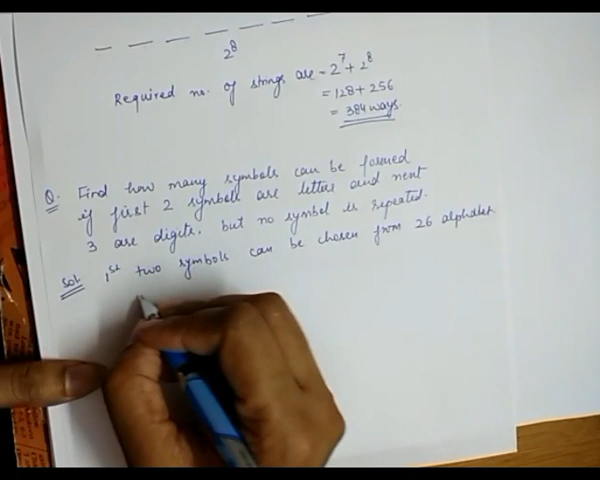 2^8
Required no. of strings are = 2^7 + 2^8
= 128 + 256
= 384 ways.
Q. Find how many symbols can be formed
if first 2 symbols are letters and next
3 are digits, but no symbol is repeated.
Sol 1st two symbols can be chosen from 26 alphabet